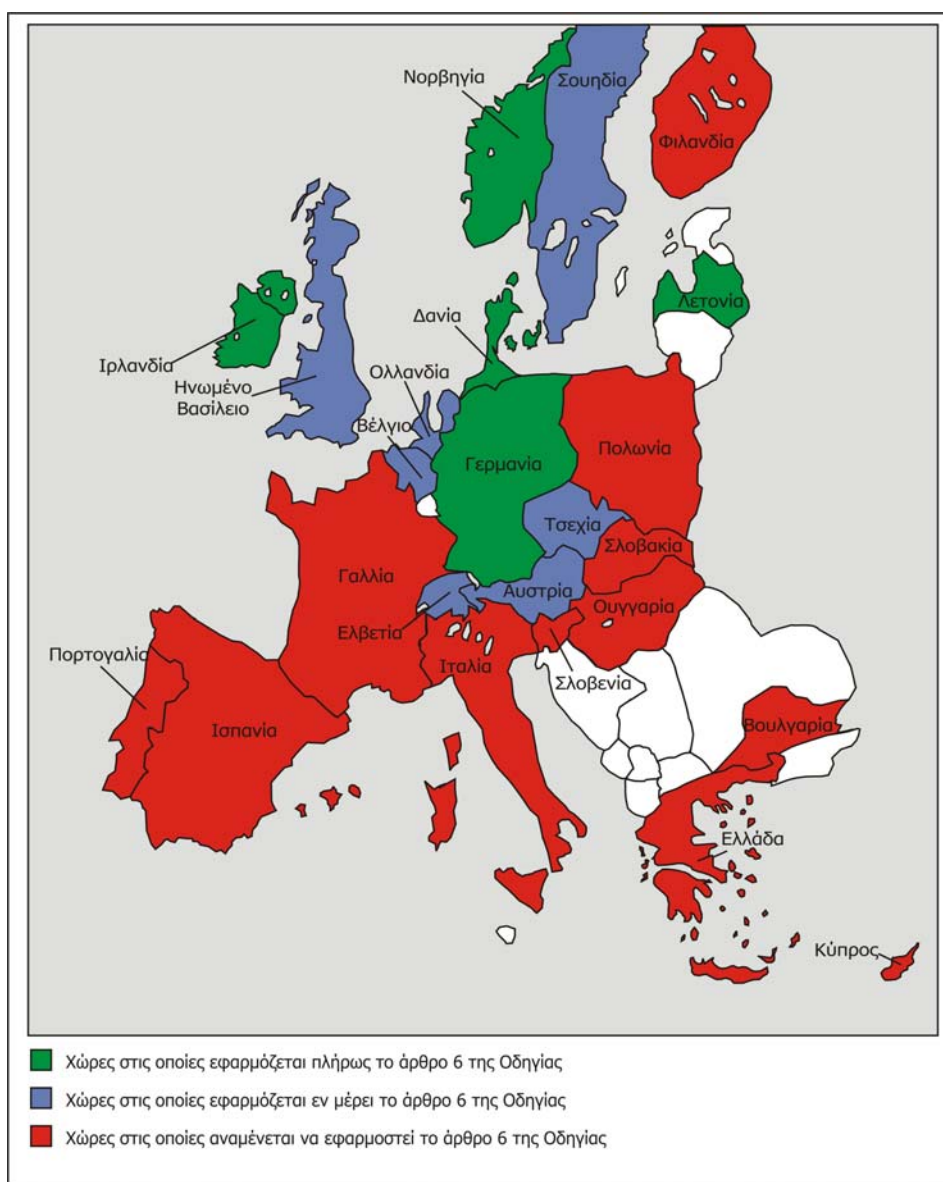 Νορβηγία
Σουηδία
Φιλανδία
Λετονία
Δανία
Ιρλανδία
Ηνωμένο
Βασίλειο
Ολλανδία
Βέλγιο
Γερμανία
Πολωνία
Τσεχία
Σλοβακία
Γαλλία
Αυστρία
Ουγγαρία
Ελβετία
Ιταλία
Σλοβενία
Πορτογαλία
Ισπανία
Βουλγαρία
Ελλάδα
Κύπρος
Χώρες στις οποίες εφαρμόζεται πλήρως το άρθρο 6 της Οδηγίας
Χώρες στις οποίες εφαρμόζεται εν μέρει το άρθρο 6 της Οδηγίας
Χώρες στις οποίες αναμένεται να εφαρμοστεί το άρθρο 6 της Οδηγίας